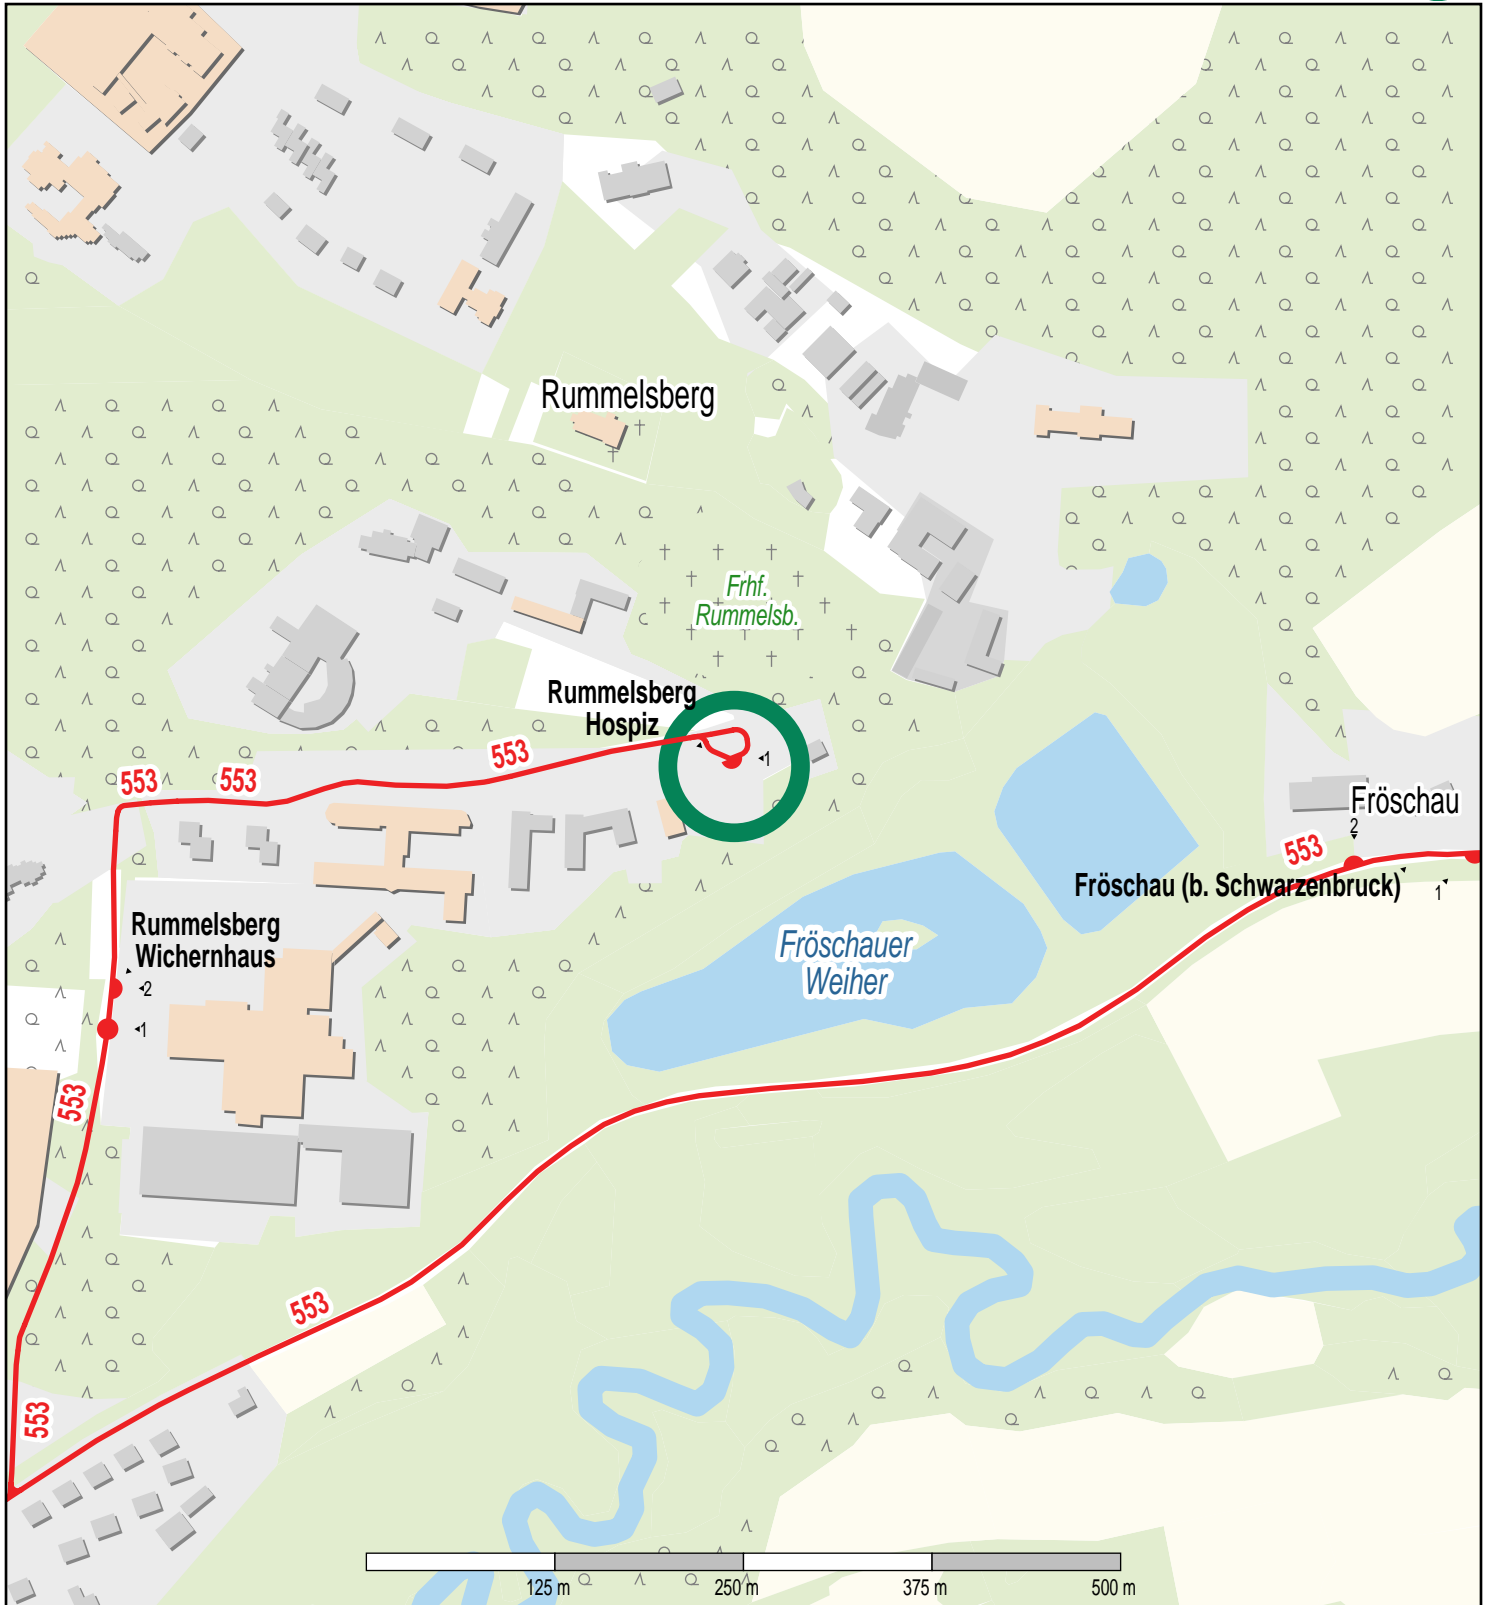 Rummelsberg
Frhf.
Rummelsb.
Rummelsberg
Hospiz
1
553
553
553
Fröschau
2
553
Fröschau (b. Schwarzenbruck)
1
Rummelsberg
Wichernhaus
2
1
Fröschauer
Weiher
553
553
553
125 m
250 m
375 m
500 m